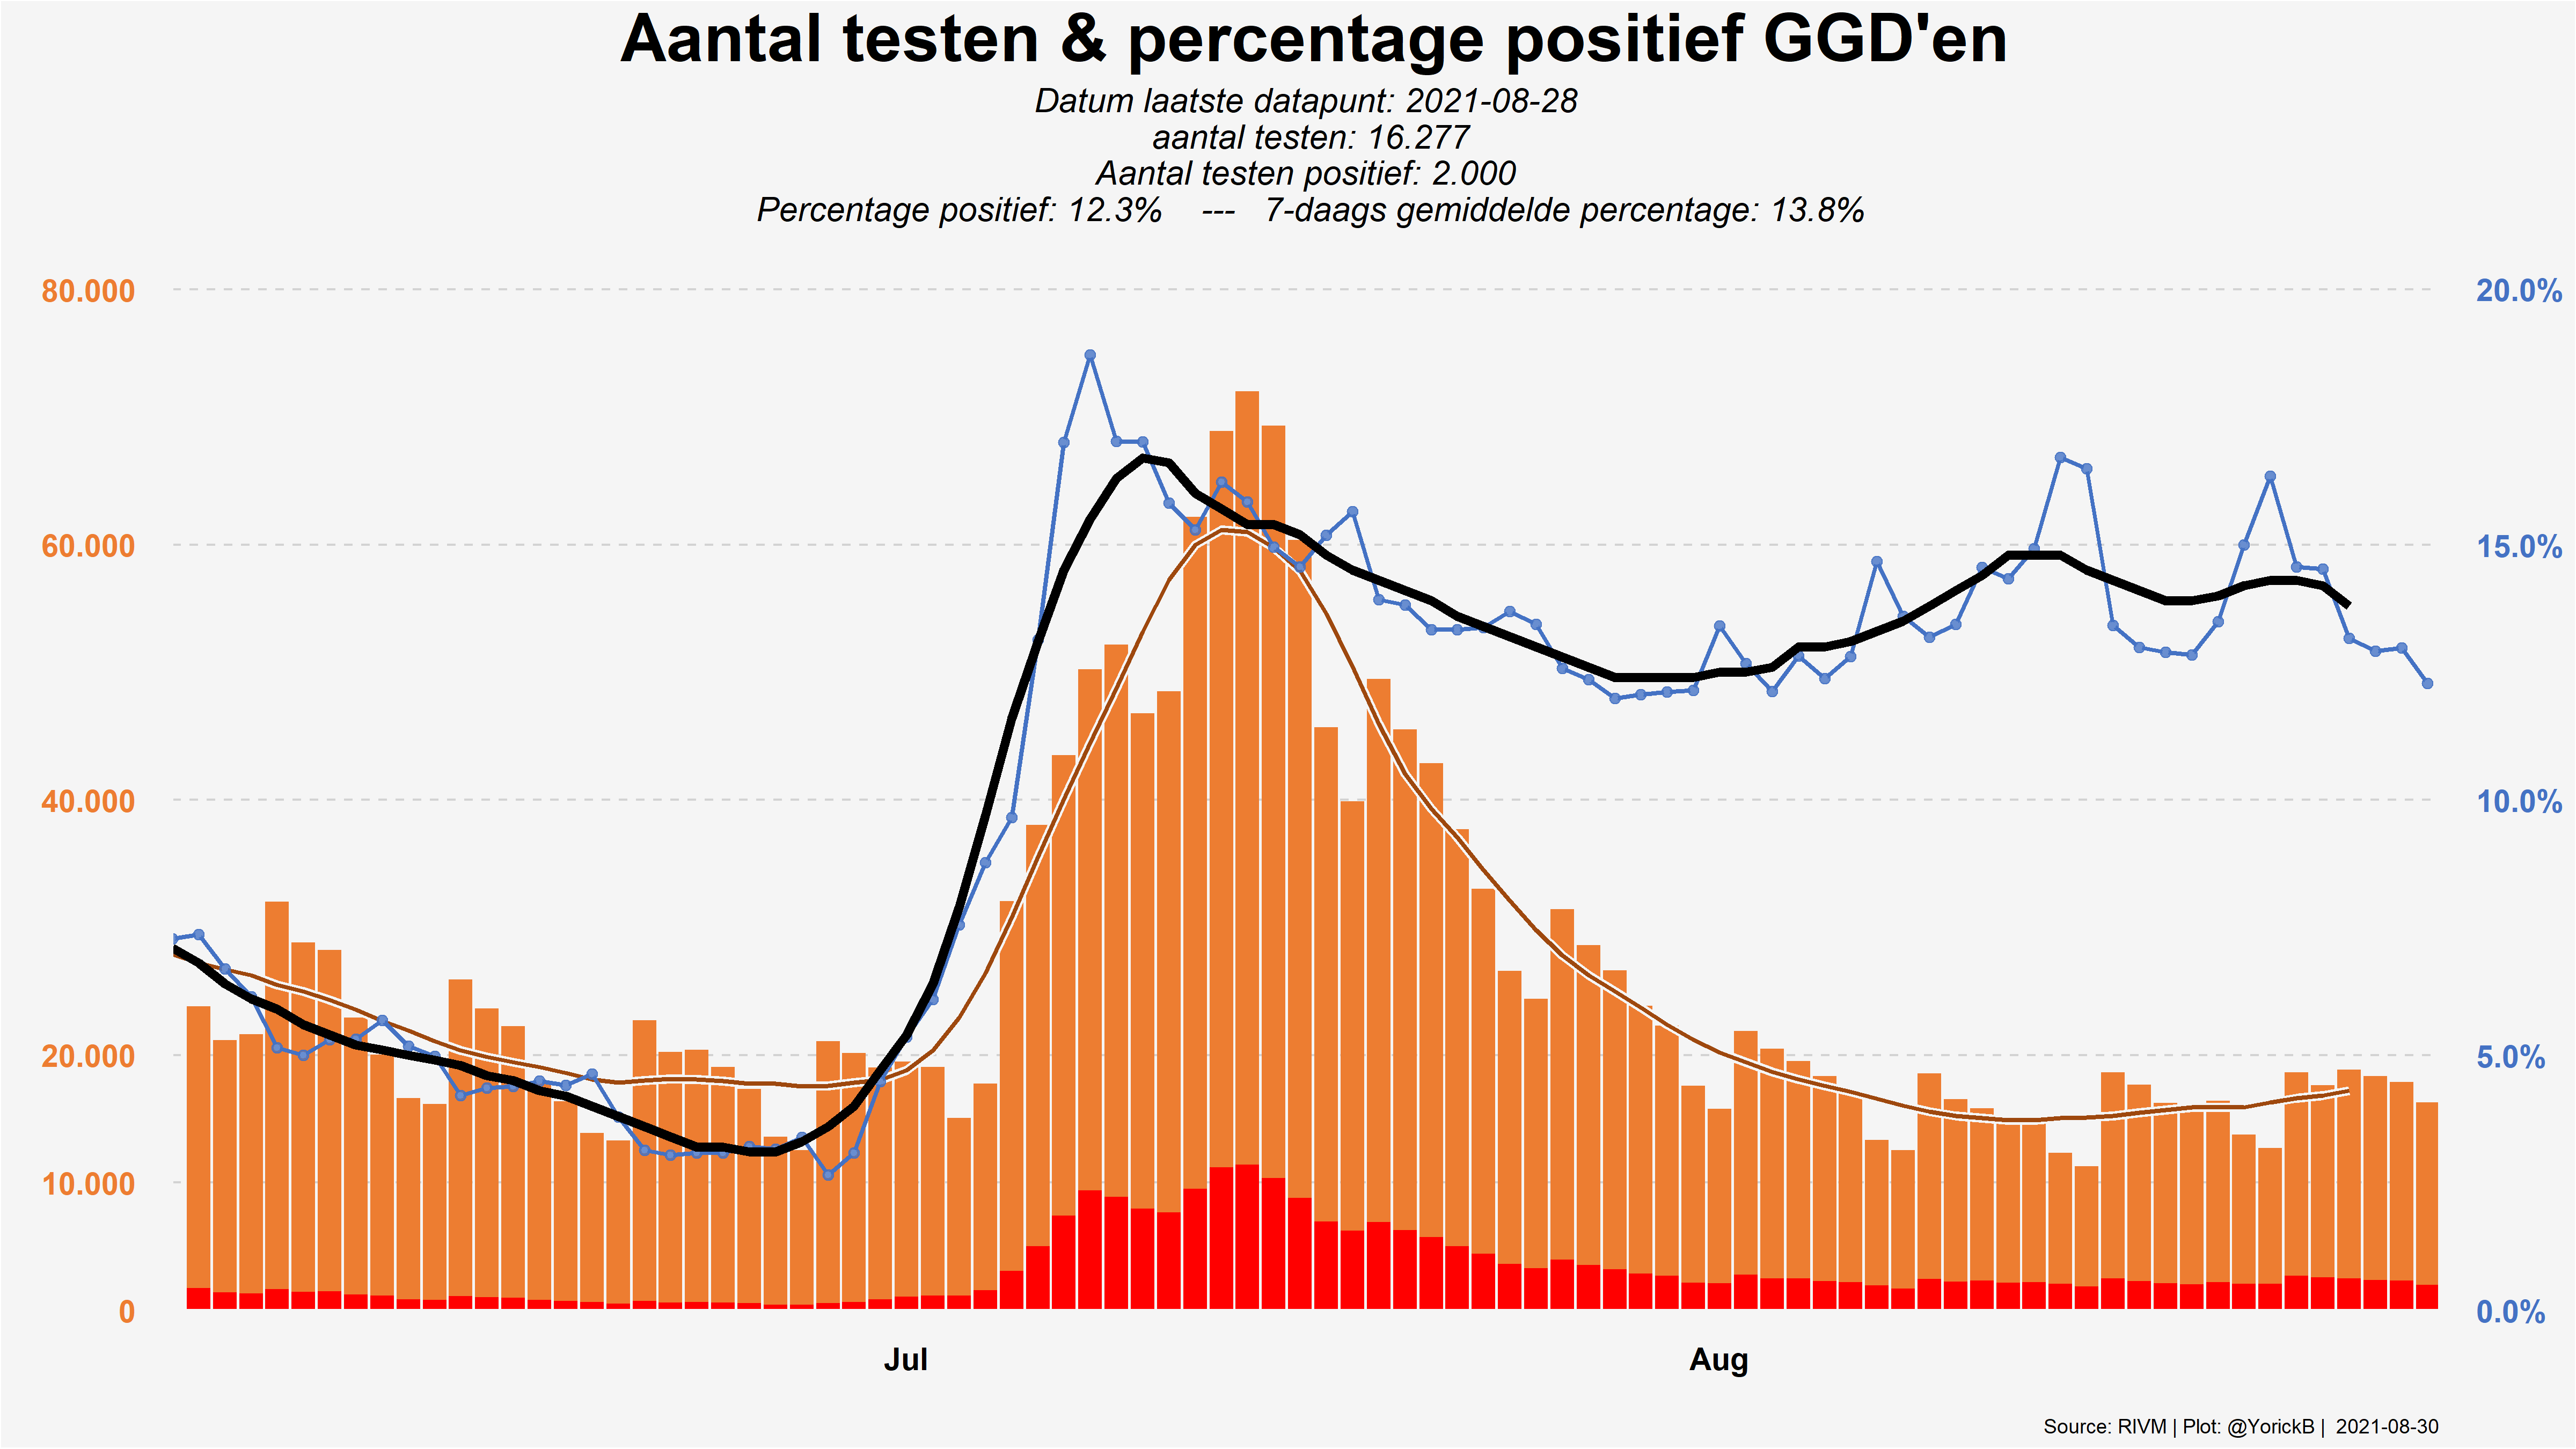 Aantal testen & percentage positief GGD'en
Datum laatste datapunt: 2021-08-28
aantal testen: 16.277
Aantal testen positief: 2.000
Percentage positief: 12.3%    ---   7-daags gemiddelde percentage: 13.8%
80.000
20.0%
60.000
15.0%
40.000
10.0%
20.000
5.0%
10.000
0
0.0%
Jul
Aug
Source: RIVM | Plot: @YorickB |  2021-08-30